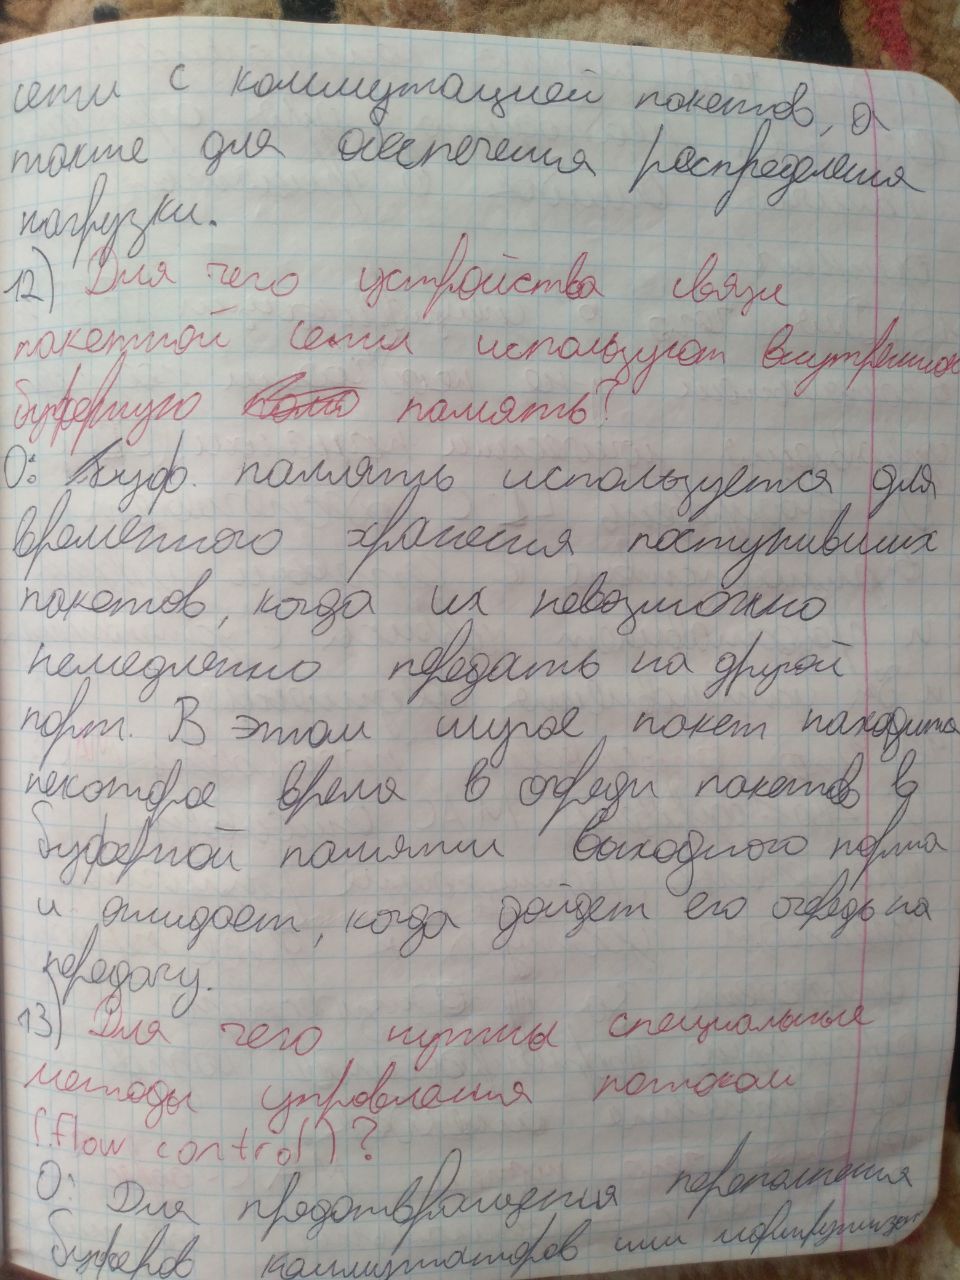 сети с коммутацией пакетов, а
также для обеспечения распределения
нагрузки.
12) Для чего устройства связи
пакетной сети используют внутреннюю
буферную память?
О: Буф. память используется для
временного хранения поступивших
пакетов, когда их невозможно
немедленно передать на другой
порт. В этом случае пакет находится
некоторое время в очереди пакетов в
буферной памяти выходного порта
и ожидает, когда дойдет его очередь на
передачу.
13) Для чего нужны специальные
методы управления потоком
(flow control)?
О: Для предотвращения переполнения
буферов коммутаторов или маршрутизат